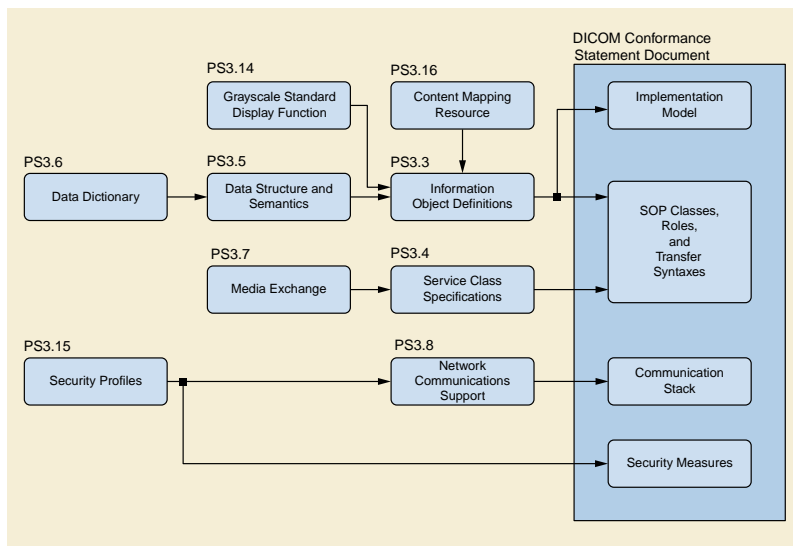 DICOM Conformance
Statement Document
PS3.14
Grayscale Standard
Display Function
PS3.16
Content Mapping
Resource
Implementation
Model
PS3.6
Data Dictionary
PS3.5
Data Structure and
Semantics
PS3.3
Information
Object Definitions
SOP Classes,
Roles,
and
Transfer
Syntaxes
PS3.7
Media Exchange
PS3.4
Service Class
Specifications
PS3.15
Security Profiles
PS3.8
Network
Communications
Support
Communication
Stack
Security Measures